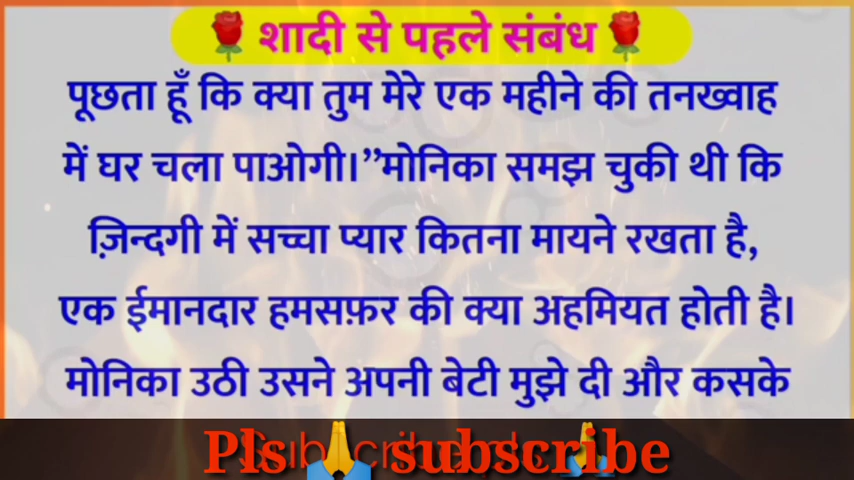 🌹शादी से पहले संबंध🌹
पूछता हूँ कि क्या तुम मेरे एक महीने की तनख्वाह
में घर चला पाओगी।”मोनिका समझ चुकी थी कि
ज़िन्दगी में सच्चा प्यार कितना मायने रखता है,
एक ईमानदार हमसफ़र की क्या अहमियत होती है।
मोनिका उठी उसने अपनी बेटी मुझे दी और कसके
Pls🙏 subscribe